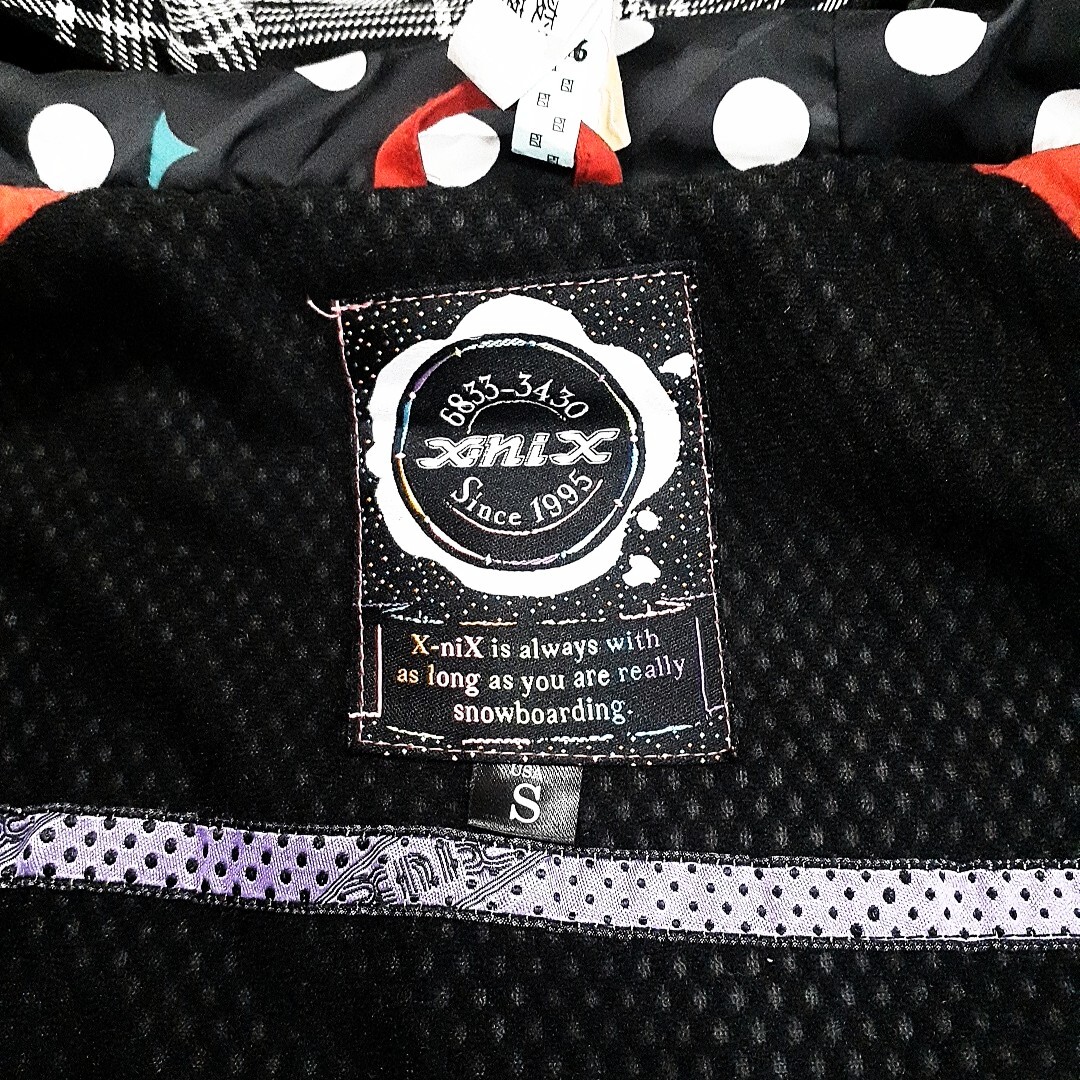 6833-3430
xniX
Since 1995
X-niX is always with
as long as you are really
snowboarding.
USA
S